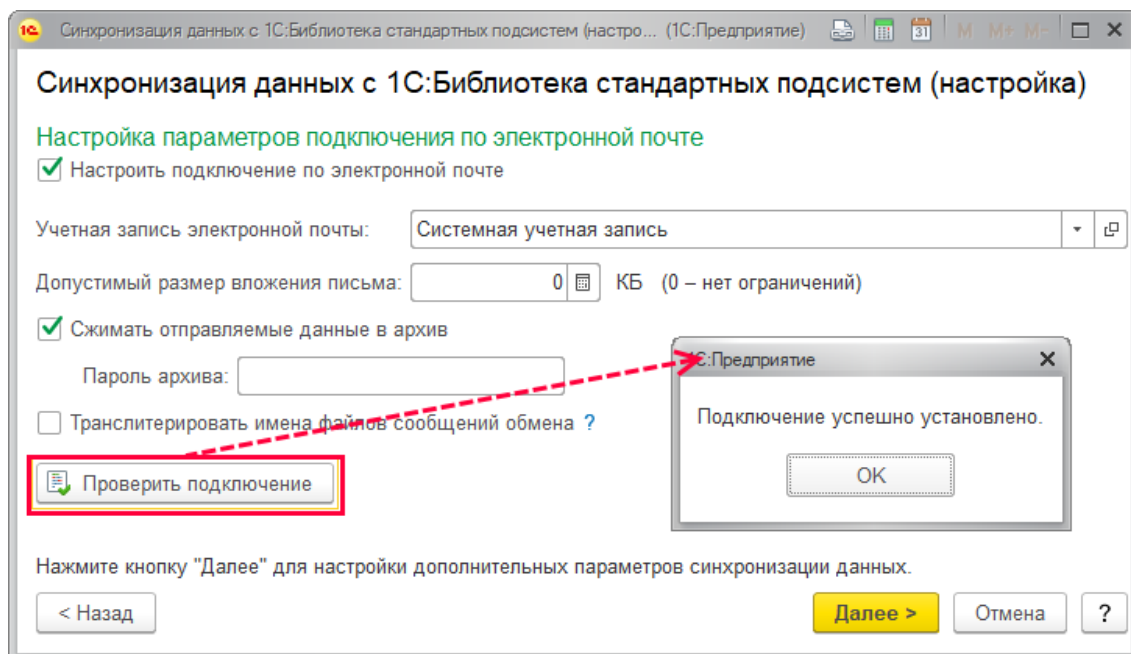 1С Синхронизация данных с 1С:Библиотека стандартных подсистем (настро... (1С:Предприятие) 31 M M+ M-
Синхронизация данных с 1С:Библиотека стандартных подсистем (настройка)
Настройка параметров подключения по электронной почте
Настроить подключение по электронной почте
Учетная запись электронной почты: Системная учетная запись
Допустимый размер вложения письма: 0 КБ (0 – нет ограничений)
Сжимать отправляемые данные в архив
1С:Предприятие
Пароль архива:
Подключение успешно установлено.
Транслитерировать имена файлов сообщений обмена ?
OK
Проверить подключение
Нажмите кнопку "Далее" для настройки дополнительных параметров синхронизации данных.
< Назад Далее > Отмена ?